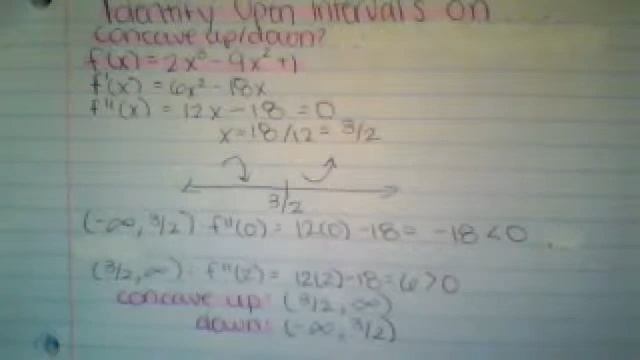 Identify open intervals on
concave up/down?
f(x) = 2x³ - 9x² + 1
f'(x) = 6x² - 18x
f''(x) = 12x - 18 = 0
x = 18/12 = 3/2
3/2
(-∞, 3/2) f''(0) = 12(0) - 18 = -18 < 0
(3/2, ∞) : f''(2) = 12(2) - 18 = 6 > 0
concave up: (3/2, ∞)
down: (-∞, 3/2)